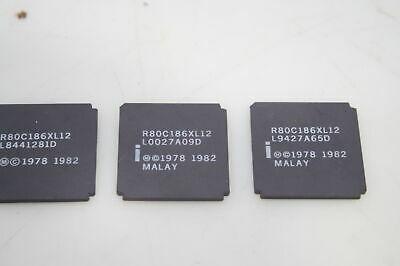 R80C186XL12
L8441281D
Ⓜ©1978 1982
R80C186XL12
L0027A09D
i Ⓜ©1978 1982
MALAY
R80C186XL12
L9427A65D
i Ⓜ©1978 1982
MALAY